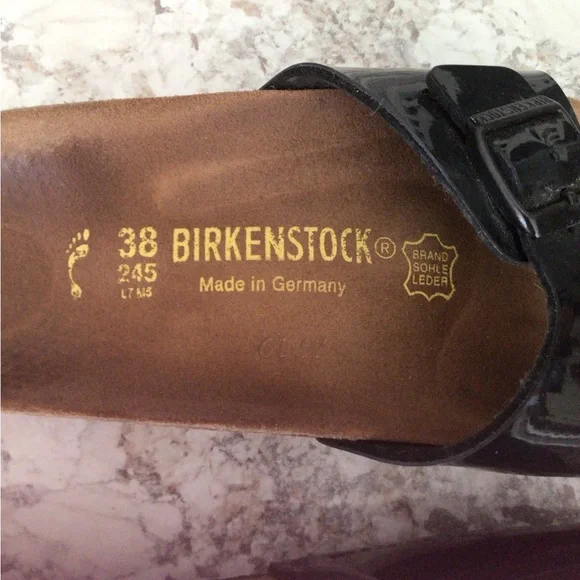 38
245
L7 M5
BIRKENSTOCK®
Made in Germany
BRAND
SOHLE
LEDER